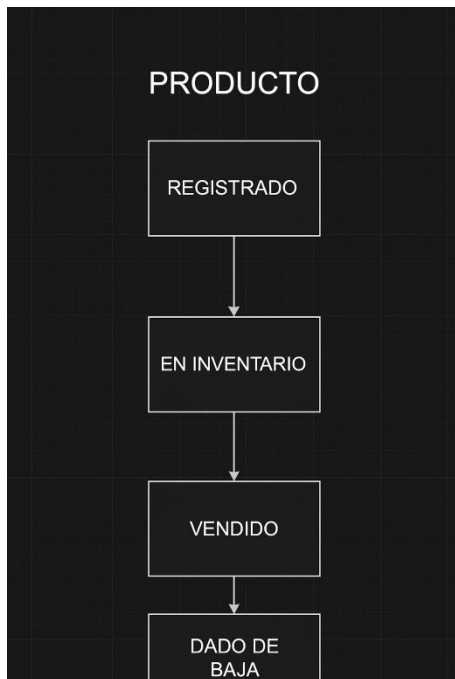 PRODUCTO
REGISTRADO
EN INVENTARIO
VENDIDO
DADO DE
BAJA